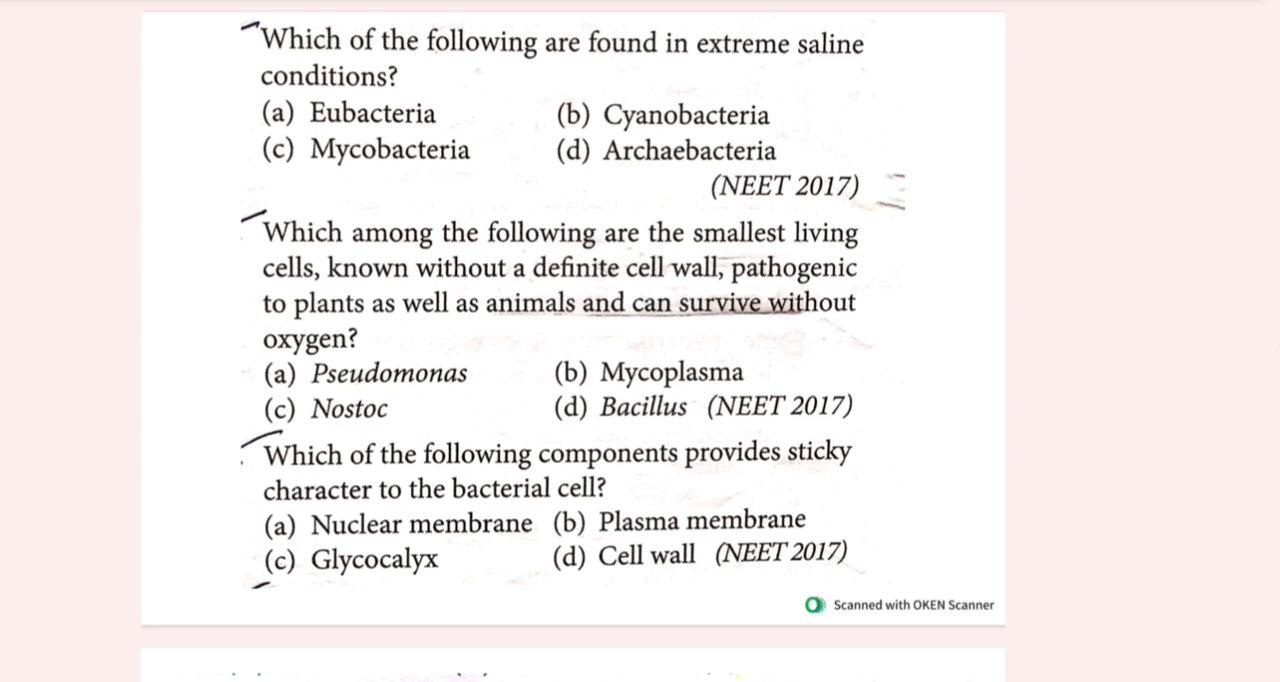 Which of the following are found in extreme saline
conditions?
(a) Eubacteria (b) Cyanobacteria
(c) Mycobacteria (d) Archaebacteria
(NEET 2017)
Which among the following are the smallest living
cells, known without a definite cell wall, pathogenic
to plants as well as animals and can survive without
oxygen?
(a) Pseudomonas (b) Mycoplasma
(c) Nostoc (d) Bacillus (NEET 2017)
Which of the following components provides sticky
character to the bacterial cell?
(a) Nuclear membrane (b) Plasma membrane
(c) Glycocalyx (d) Cell wall (NEET 2017)
Scanned with OKEN Scanner